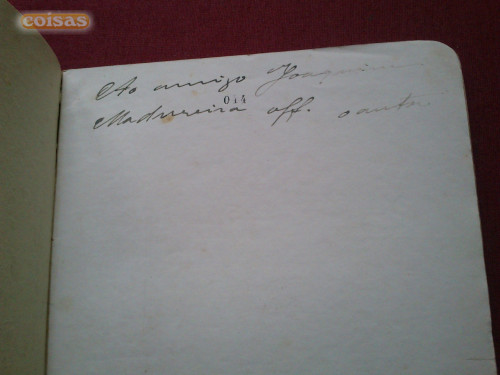 coisas
Ao amigo Joaquim
014
Madureira off. o autor